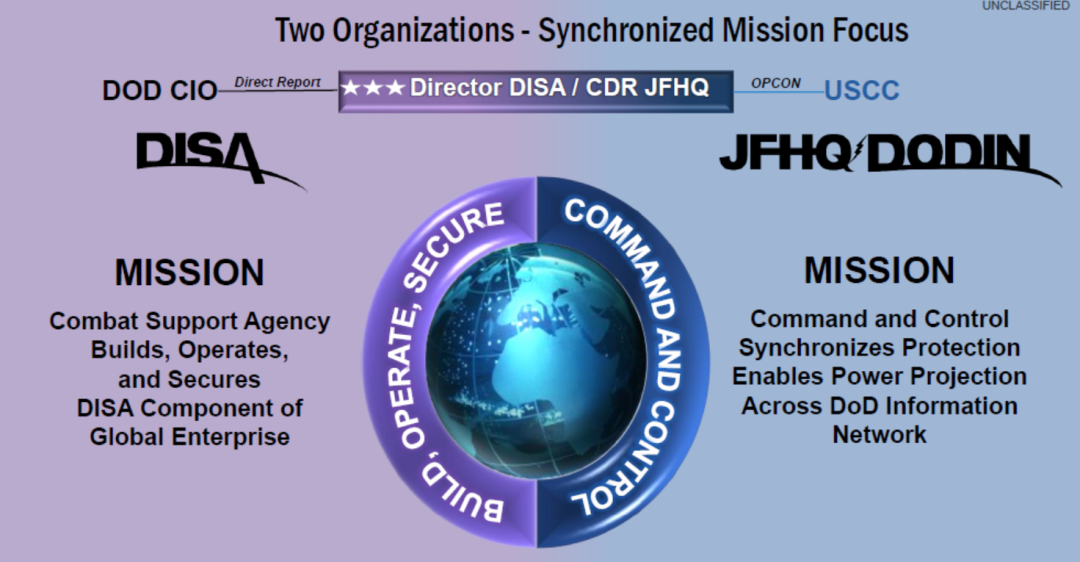 UNCLASSIFIED
Two Organizations - Synchronized Mission Focus
DOD CIO Direct Report ★★★ Director DISA / CDR JFHQ OPCON USCC
DISA
JFHQ DODIN
BUILD, OPERATE, SECURE
COMMAND AND CONTROL
MISSION
Combat Support Agency
Builds, Operates,
and Secures
DISA Component of
Global Enterprise
MISSION
Command and Control
Synchronizes Protection
Enables Power Projection
Across DoD Information
Network